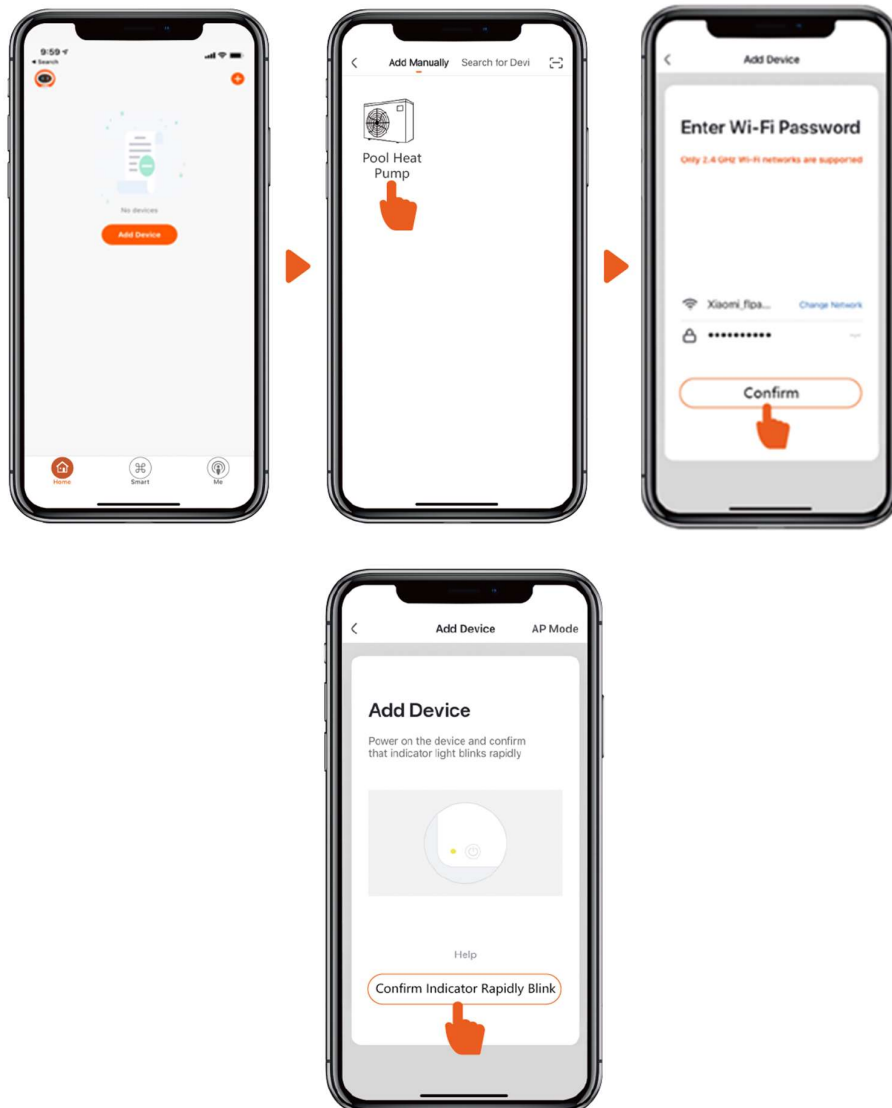 9:59
Search
No devices
Add Device
Home
Smart
Me
Add Manually
Search for Devi
Pool Heat
Pump
Add Device
Enter Wi-Fi Password
Only 2.4 GHz Wi-Fi networks are supported
Xiaomi_flpa...
Change Network
••••••••••
Confirm
Add Device
AP Mode
Add Device
Power on the device and confirm
that indicator light blinks rapidly
Help
Confirm Indicator Rapidly Blink